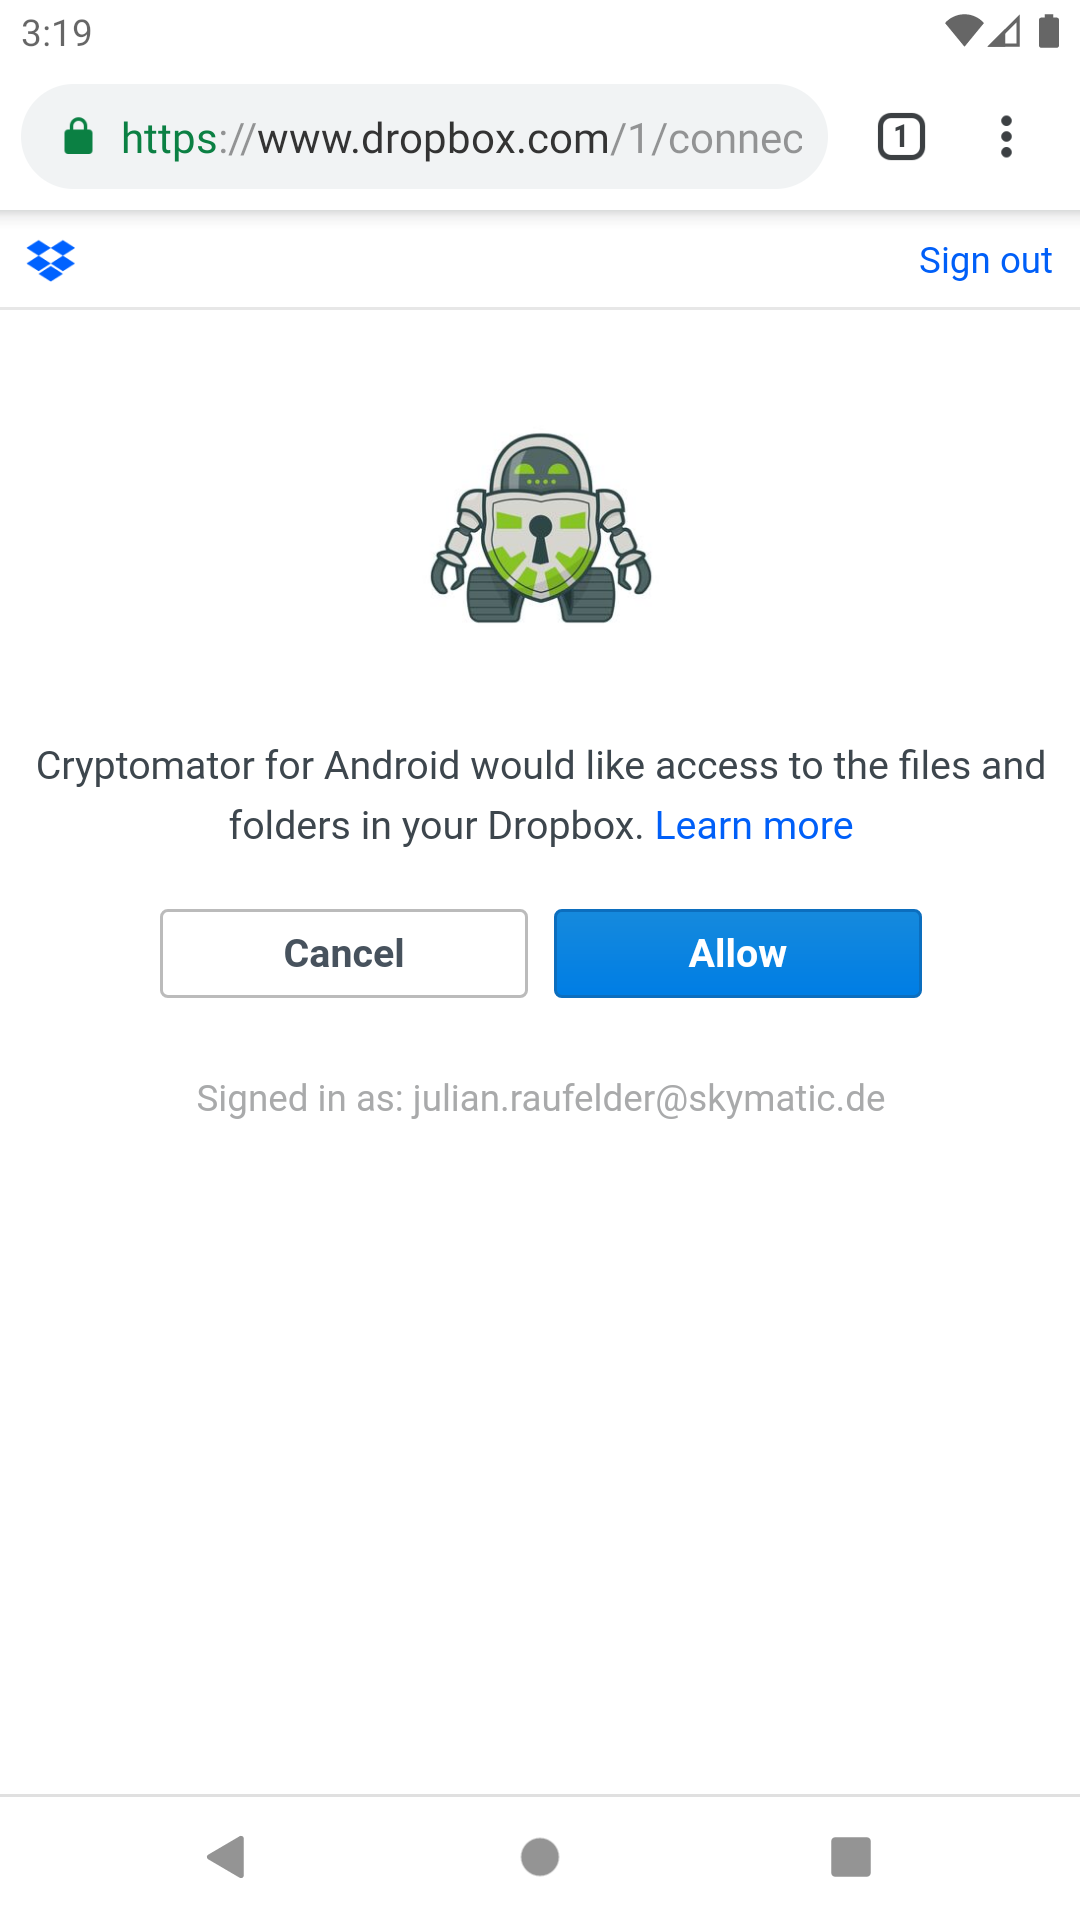 3:19
https://www.dropbox.com/1/connec
1
Sign out
Cryptomator for Android would like access to the files and
folders in your Dropbox. Learn more
Cancel
Allow
Signed in as: julian.raufelder@skymatic.de